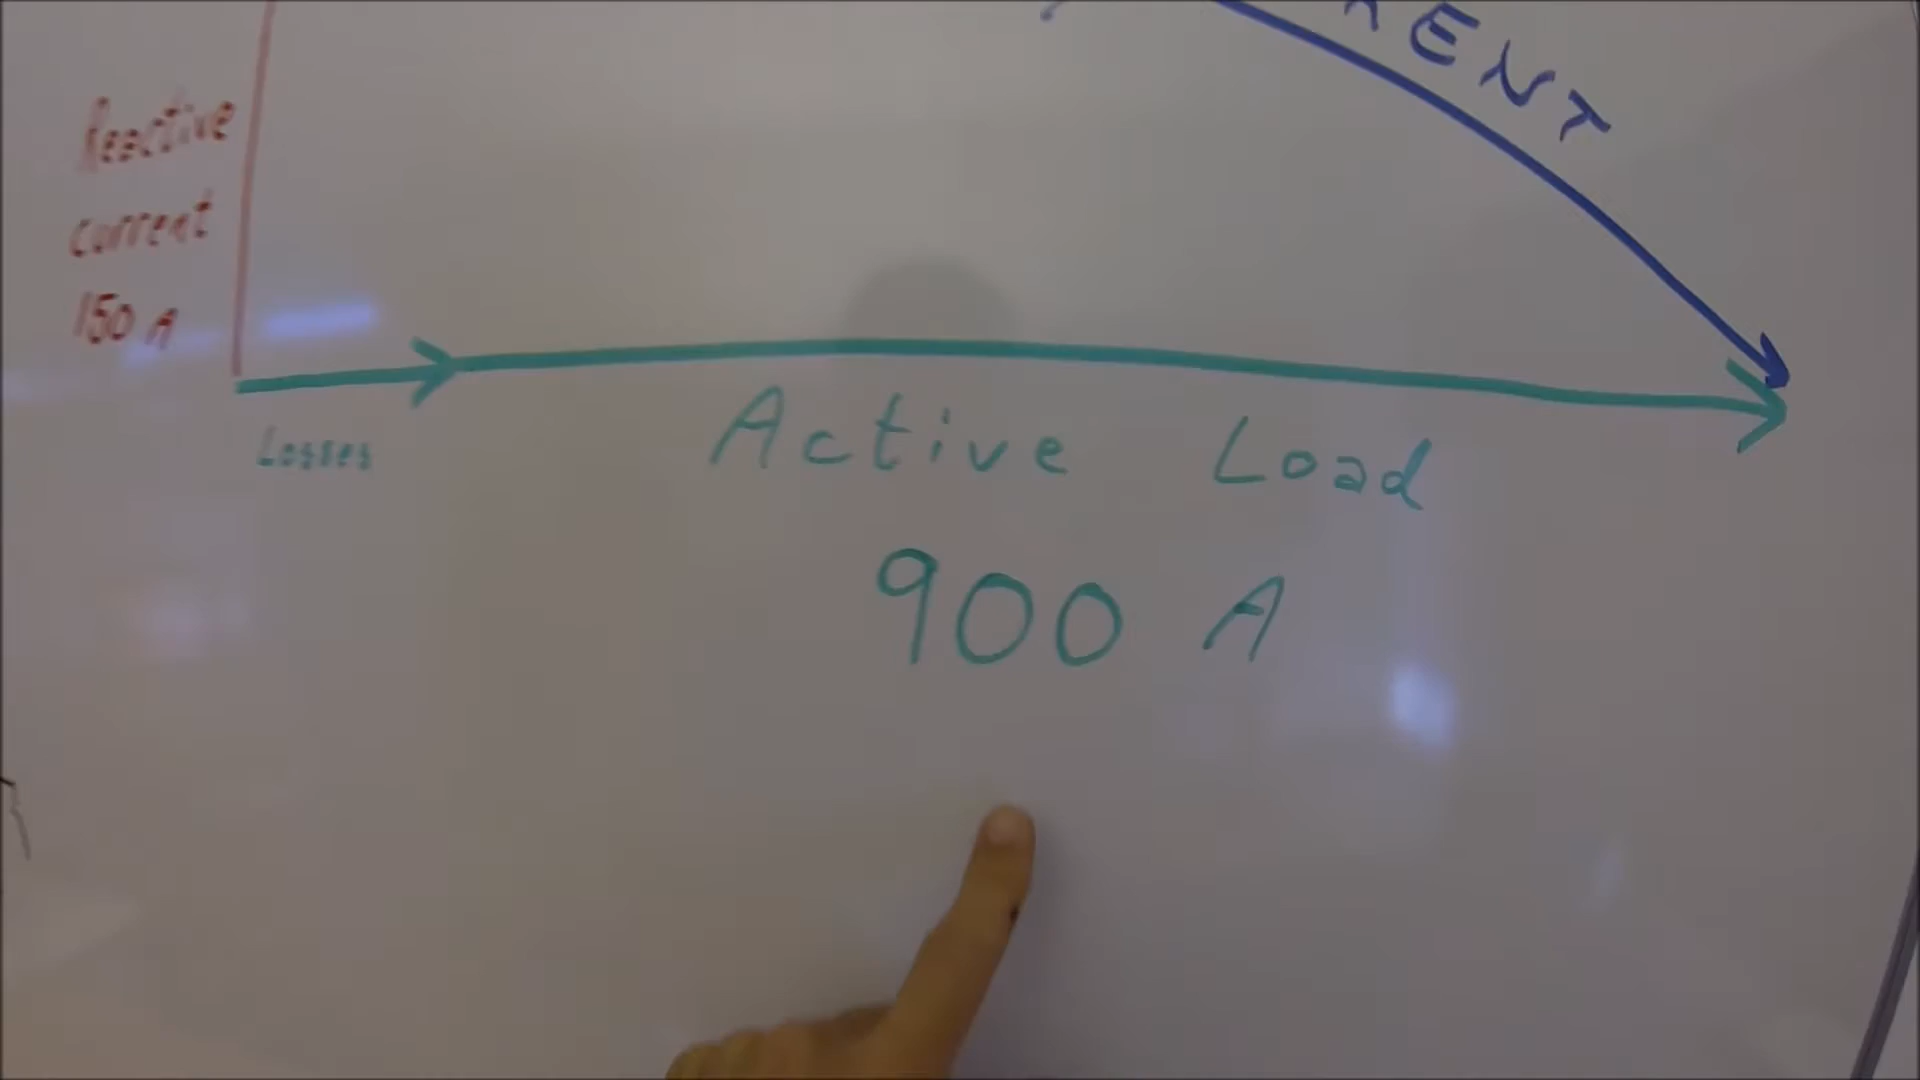 ENT
Reactive
current
150 A
Losses
Active Load
900 A